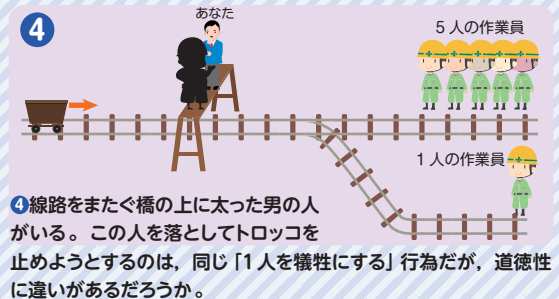 4
あなた
5人の作業員
1人の作業員
❹線路をまたぐ橋の上に太った男の人
がいる。この人を落としてトロッコを
止めようとするのは，同じ「1人を犠牲にする」行為だが，道徳性
に違いがあるだろうか。